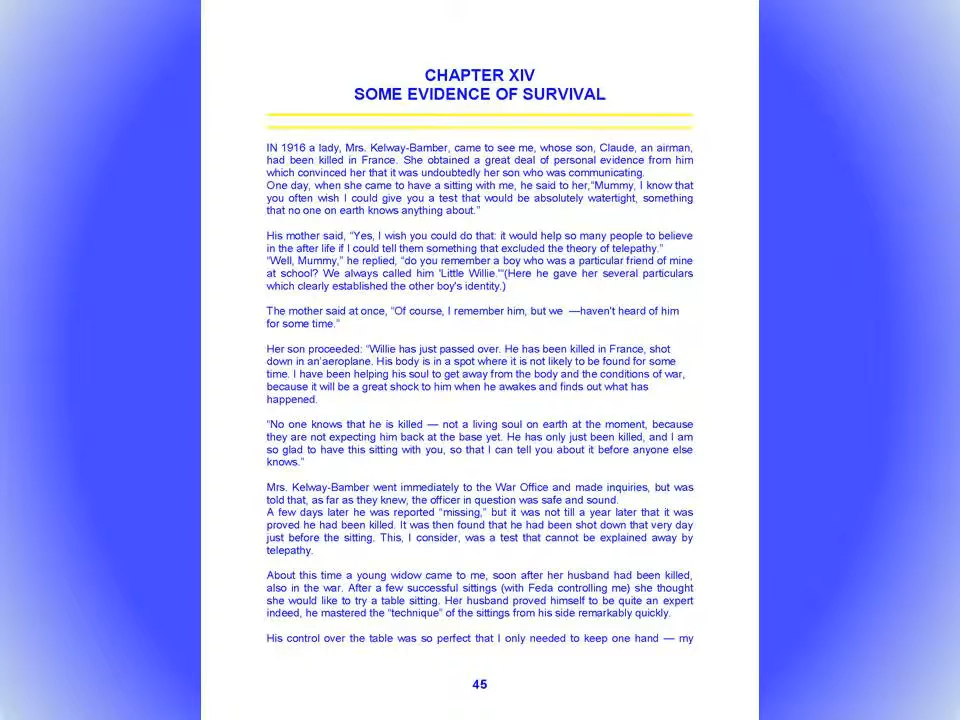 CHAPTER XIV
SOME EVIDENCE OF SURVIVAL
IN 1916 a lady, Mrs. Kelway-Bamber, came to see me, whose son, Claude, an airman,
had been killed in France. She obtained a great deal of personal evidence from him
which convinced her that it was undoubtedly her son who was communicating.
One day, when she came to have a sitting with me, he said to her,“Mummy, I know that
you often wish I could give you a test that would be absolutely watertight, something
that no one on earth knows anything about.”
His mother said, “Yes, I wish you could do that: it would help so many people to believe
in the after life if I could tell them something that excluded the theory of telepathy.”
“Well, Mummy,” he replied, “do you remember a boy who was a particular friend of mine
at school? We always called him 'Little Willie.'“(Here he gave her several particulars
which clearly established the other boy's identity.)
The mother said at once, “Of course, I remember him, but we —haven't heard of him
for some time.”
Her son proceeded: “Willie has just passed over. He has been killed in France, shot
down in an’aeroplane. His body is in a spot where it is not likely to be found for some
time. I have been helping his soul to get away from the body and the conditions of war,
because it will be a great shock to him when he awakes and finds out what has
happened.
“No one knows that he is killed — not a living soul on earth at the moment, because
they are not expecting him back at the base yet. He has only just been killed, and I am
so glad to have this sitting with you, so that I can tell you about it before anyone else
knows.”
Mrs. Kelway-Bamber went immediately to the War Office and made inquiries, but was
told that, as far as they knew, the officer in question was safe and sound.
A few days later he was reported “missing,” but it was not till a year later that it was
proved he had been killed. It was then found that he had been shot down that very day
just before the sitting. This, I consider, was a test that cannot be explained away by
telepathy.
About this time a young widow came to me, soon after her husband had been killed,
also in the war. After a few successful sittings (with Feda controlling me) she thought
she would like to try a table sitting. Her husband proved himself to be quite an expert
indeed, he mastered the “technique” of the sittings from his side remarkably quickly.
His control over the table was so perfect that I only needed to keep one hand — my
45